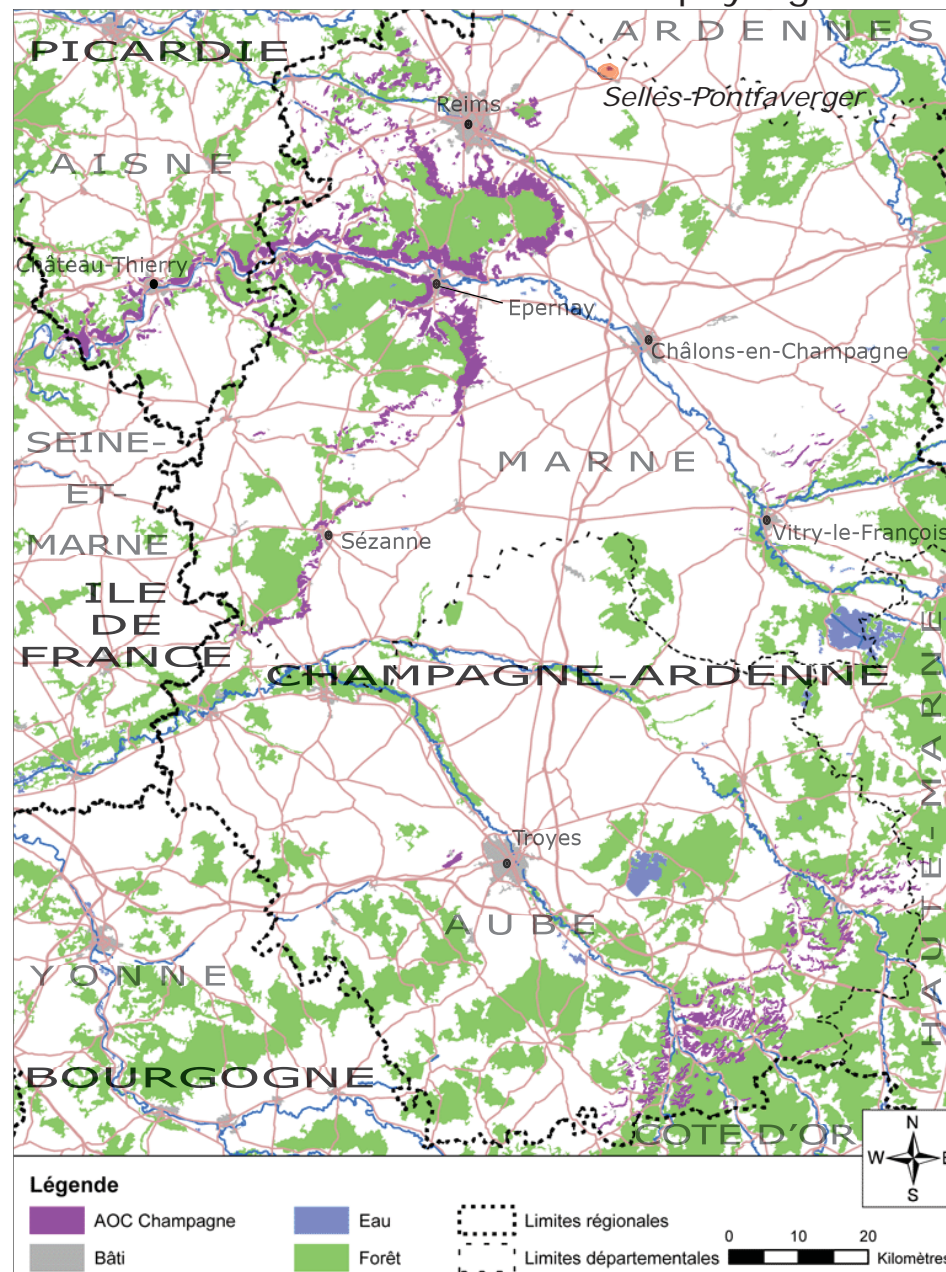 PICARDIE
ARDENNES
Selles-Pontfaverger
Reims
AISNE
Château-Thierry
Epernay
Châlons-en-Champagne
SEINE-
ET-
MARNE
MARNE
Vitry-le-François
Sézanne
ILE
DE
FRANCE
CHAMPAGNE-ARDENNE
HAUTE-MARNE
Troyes
AUBE
YONNE
BOURGOGNE
COTE D'OR
N
W
E
S
Légende
AOC Champagne
Eau
Limites régionales
Bâti
Forêt
Limites départementales
0 10 20
Kilomètres